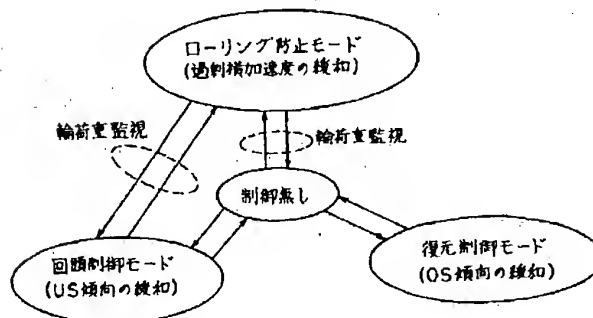 ローリング防止モード
(過剰横加速度の緩和)
輪荷重監視
輪荷重監視
制御無し
回頭制御モード
(US傾向の緩和)
復元制御モード
(OS傾向の緩和)